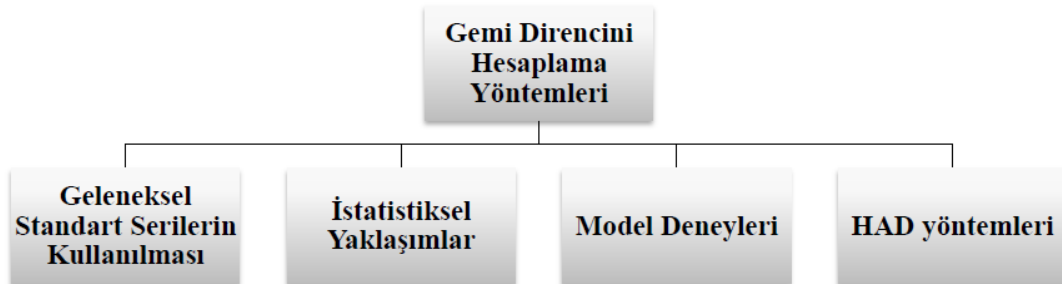 Gemi Direncini
Hesaplama
Yöntemleri
Geleneksel
Standart Serilerin
Kullanılması
İstatistiksel
Yaklaşımlar
Model Deneyleri
HAD yöntemleri